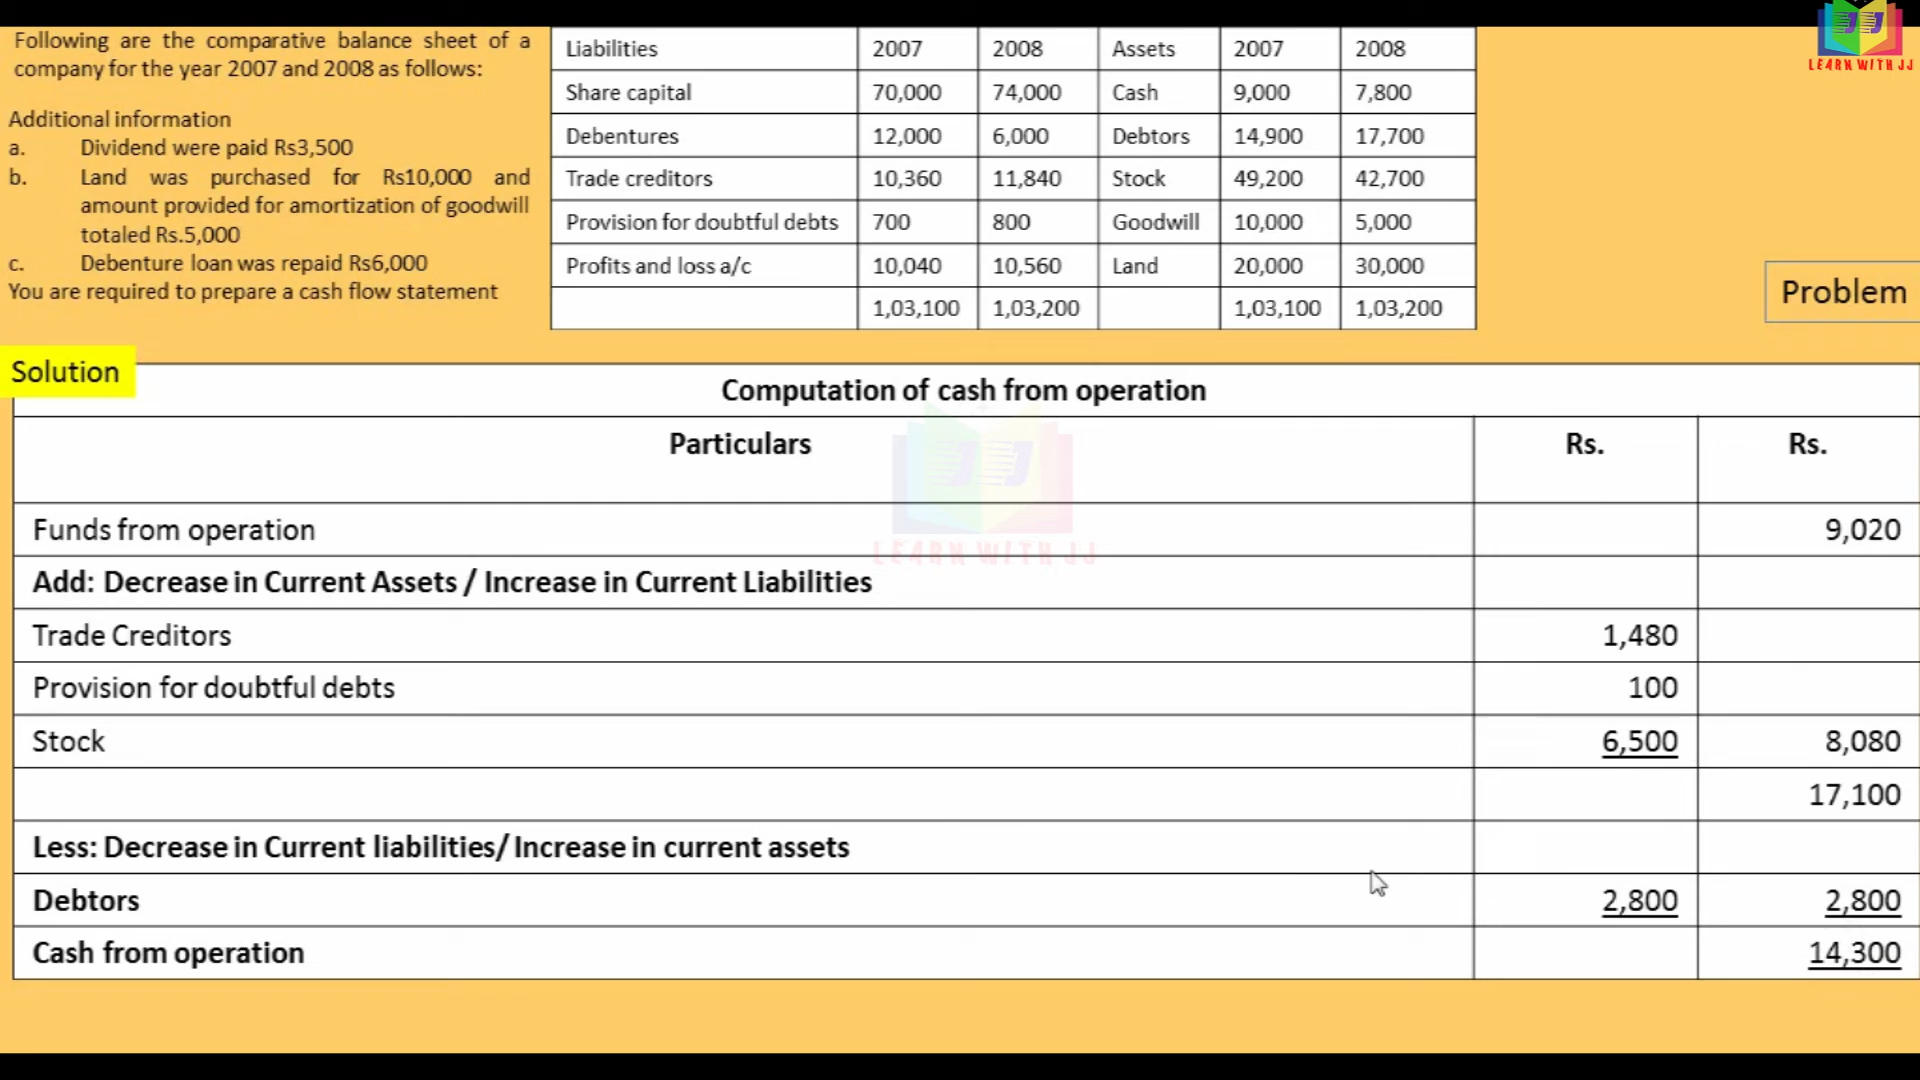 Following are the comparative balance sheet of a
company for the year 2007 and 2008 as follows:
Additional information
a. Dividend were paid Rs3,500
b. Land was purchased for Rs10,000 and
amount provided for amortization of goodwill
totaled Rs.5,000
c. Debenture loan was repaid Rs6,000
You are required to prepare a cash flow statement
Liabilities 2007 2008 Assets 2007 2008
Share capital 70,000 74,000 Cash 9,000 7,800
Debentures 12,000 6,000 Debtors 14,900 17,700
Trade creditors 10,360 11,840 Stock 49,200 42,700
Provision for doubtful debts 700 800 Goodwill 10,000 5,000
Profits and loss a/c 10,040 10,560 Land 20,000 30,000
1,03,100 1,03,200 1,03,100 1,03,200
JJ
LEARN WITH JJ
Problem
Solution
Computation of cash from operation
Particulars Rs. Rs.
JJ
LEARN WITH JJ
Funds from operation 9,020
Add: Decrease in Current Assets / Increase in Current Liabilities
Trade Creditors 1,480
Provision for doubtful debts 100
Stock 6,500 8,080
17,100
Less: Decrease in Current liabilities/ Increase in current assets
Debtors 2,800 2,800
Cash from operation 14,300